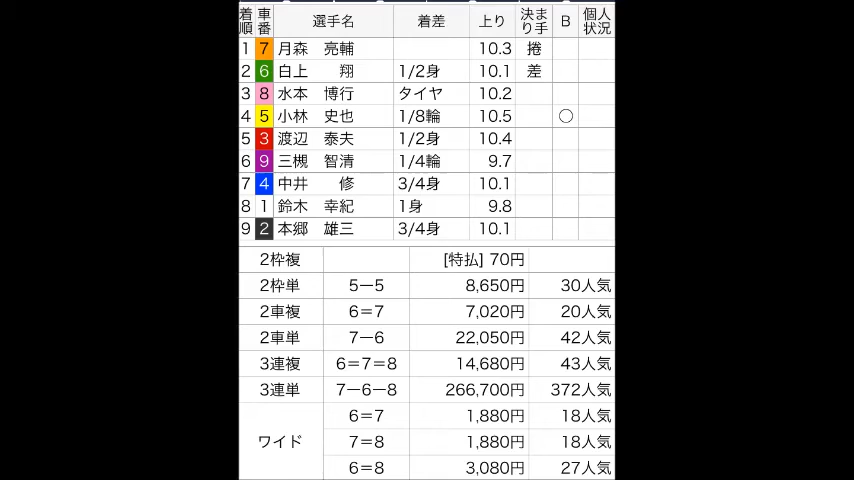 着順 車番 選手名 着差 上り 決まり手 B 個人状況
1 7 月森 亮輔 10.3 捲
2 6 白上 翔 1/2身 10.1 差
3 8 水本 博行 タイヤ 10.2
4 5 小林 史也 1/8輪 10.5 ○
5 3 渡辺 泰夫 1/2身 10.4
6 9 三槻 智清 1/4輪 9.7
7 4 中井 修 3/4身 10.1
8 1 鈴木 幸紀 1身 9.8
9 2 本郷 雄三 3/4身 10.1
2枠複 [特払] 70円
2枠単 5ー5 8,650円 30人気
2車複 6＝7 7,020円 20人気
2車単 7ー6 22,050円 42人気
3連複 6＝7＝8 14,680円 43人気
3連単 7ー6ー8 266,700円 372人気
ワイド 6＝7 1,880円 18人気
7＝8 1,880円 18人気
6＝8 3,080円 27人気